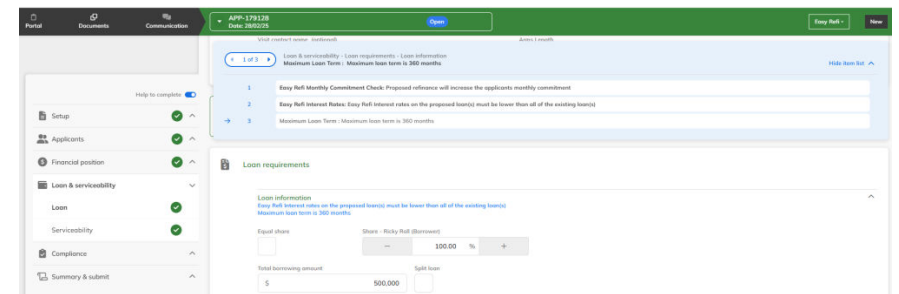 Portal
Documents
Communication
APP-179128
Date: 28/02/25
Open
Easy Refi
New
Visit contact name (optional)
Help to complete
Setup
Applicants
Financial position
Loan & serviceability
Loan
Serviceability
Compliance
Summary & submit
1 of 3
Loan & serviceability - Loan requirements - Loan information
Maximum Loan Term : Maximum loan term is 360 months
Hide item list
1 Easy Refi Monthly Commitment Check: Proposed refinance will increase the applicants monthly commitment
2 Easy Refi Interest Rates: Easy Refi interest rates on the proposed loan(s) must be lower than all of the existing loan(s)
3 Maximum Loan Term : Maximum loan term is 360 months
Loan requirements
Loan information
Easy Refi interest rates on the proposed loan(s) must be lower than all of the existing loan(s)
Maximum loan term is 360 months
Equal share
Share - Ricky Roll (Borrower)
− 100.00 % +
Total borrowing amount
Split loan
$ 500,000